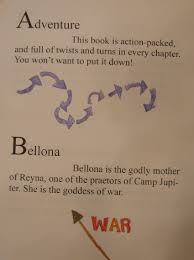 Adventure
This book is action-packed,
and full of twists and turns in every chapter.
You won't want to put it down!
Bellona
Bellona is the godly mother
of Reyna, one of the praetors of Camp Jupi-
ter. She is the goddess of war.
WAR